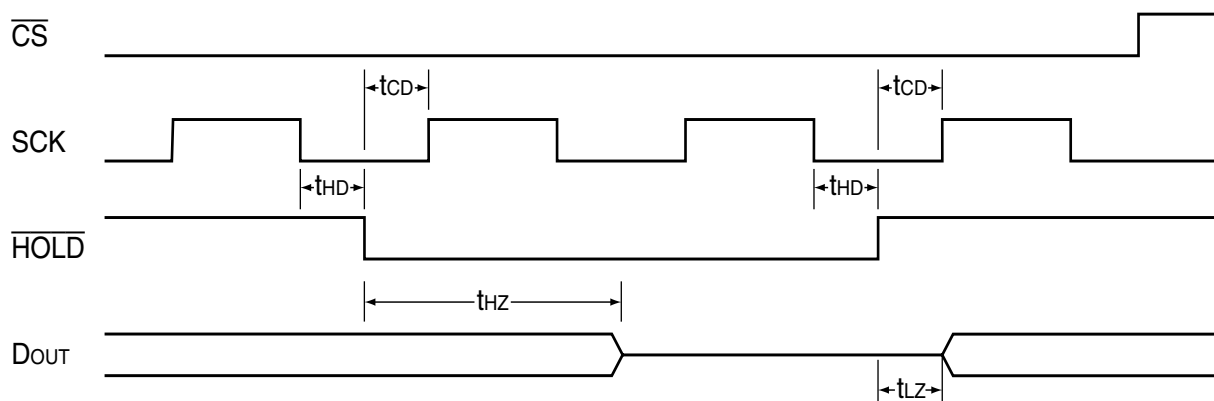 CS
tCD tCD
SCK
tHD tHD
HOLD
tHZ
DOUT
tLZ